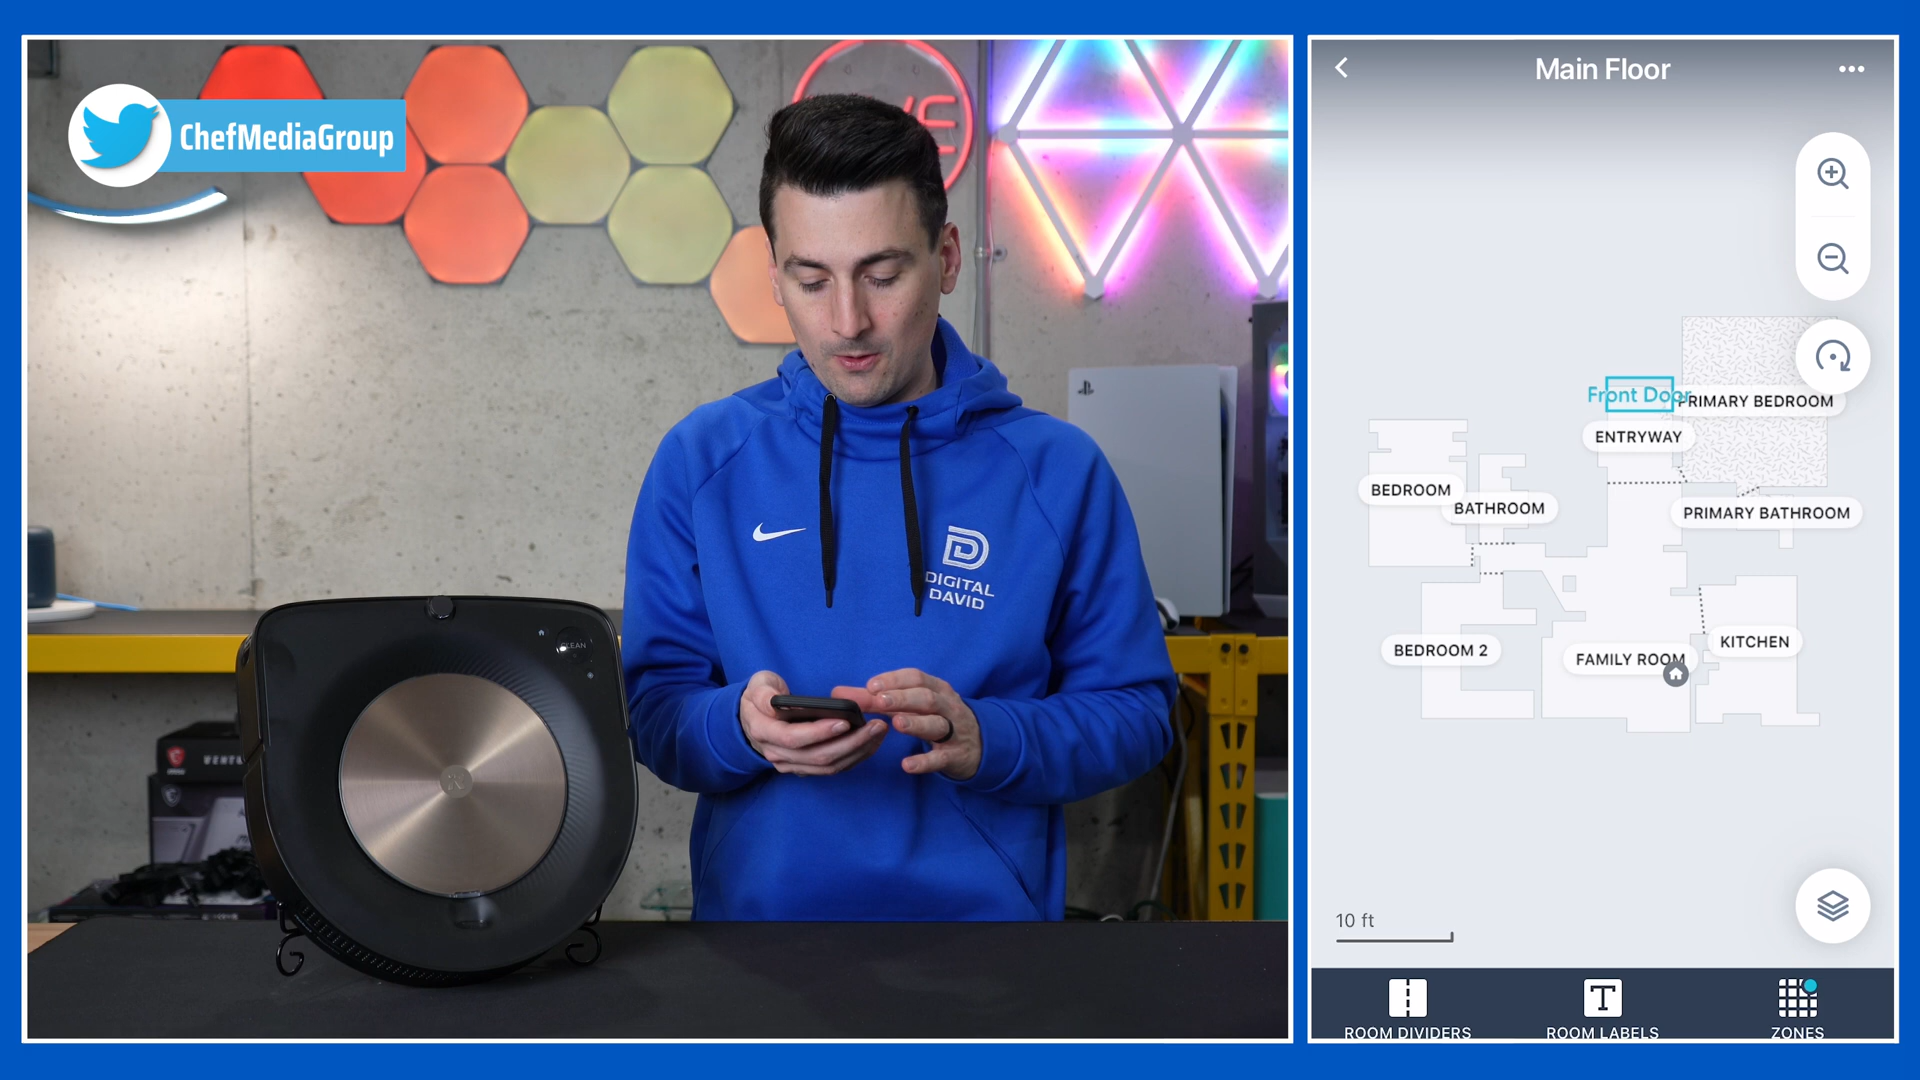 ChefMediaGroup
DIGITAL
DAVID
CLEAN
Main Floor
Front Door
PRIMARY BEDROOM
ENTRYWAY
BEDROOM
BATHROOM
PRIMARY BATHROOM
BEDROOM 2
FAMILY ROOM
KITCHEN
10 ft
ROOM DIVIDERS
ROOM LABELS
ZONES